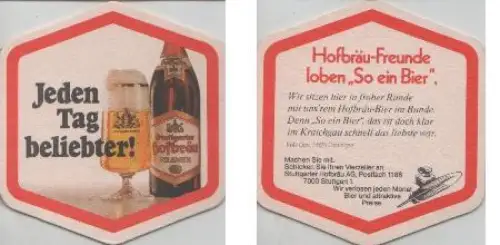 Jeden
Tag
beliebter!
Stuttgarter
Hofbräu
PILSNER
Hofbräu-Freunde
loben „So ein Bier".
Wir sitzen hier in froher Runde
mit uns'rem Hofbräu-Bier im Bunde.
Denn „So ein Bier", das ist doch klar
im Kraichgau schnell das liebste war.
Machen Sie mit.
Schicken Sie Ihren Vierzeiler an:
Stuttgarter Hofbräu AG, Postfach 1188
7000 Stuttgart 1
Wir verlosen jeden Monat
Bier und attraktive
Preise